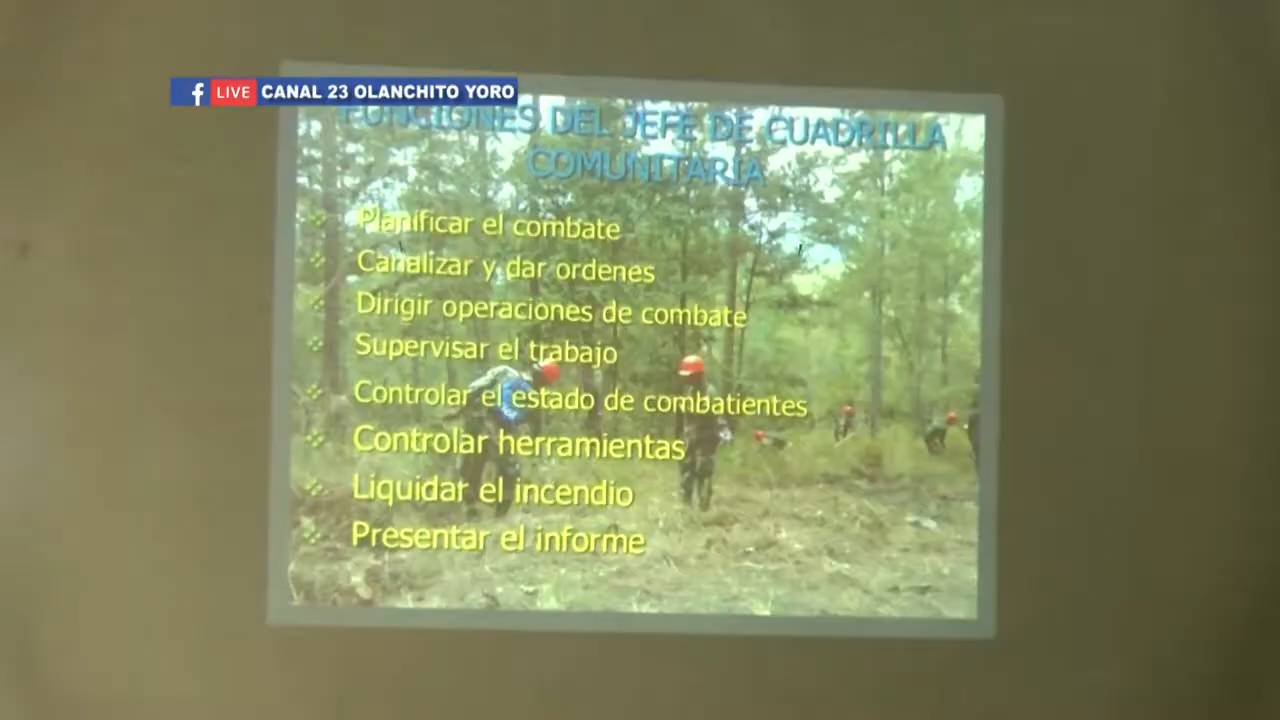 f LIVE CANAL 23 OLANCHITO YORO
FUNCIONES DEL JEFE DE CUADRILLA
COMUNITARIA
Planificar el combate
Canalizar y dar ordenes
Dirigir operaciones de combate
Supervisar el trabajo
Controlar el estado de combatientes
Controlar herramientas
Liquidar el incendio
Presentar el informe